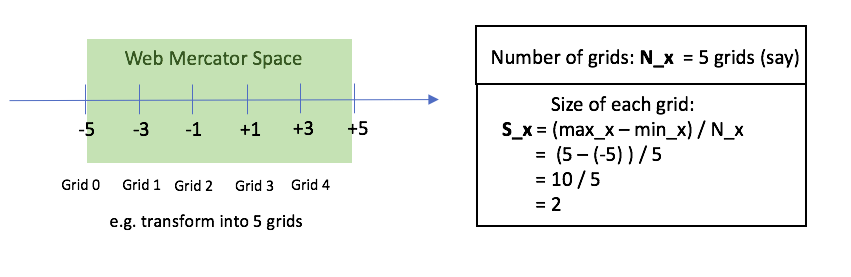 Web Mercator Space
-5 -3 -1 +1 +3 +5
Grid 0 Grid 1 Grid 2 Grid 3 Grid 4
e.g. transform into 5 grids
Number of grids: N_x = 5 grids (say)
Size of each grid:
S_x = (max_x – min_x) / N_x
= (5 – (-5) ) / 5
= 10 / 5
= 2